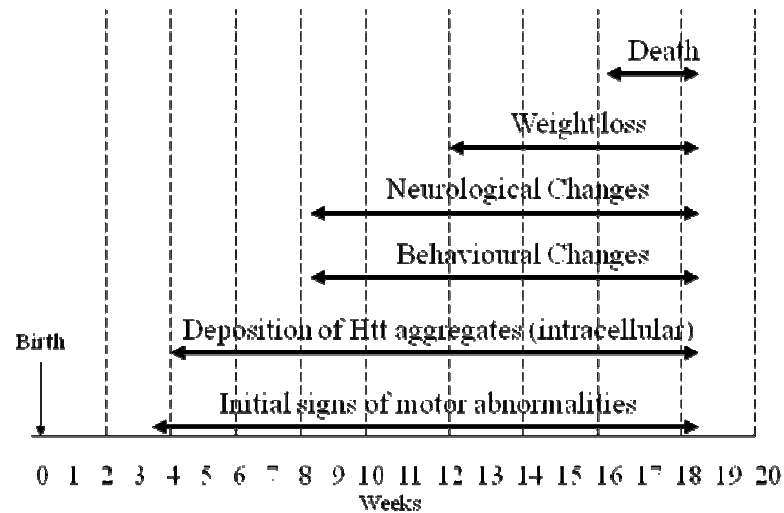 Death
Weight loss
Neurological Changes
Behavioural Changes
Deposition of Htt aggregates (intracellular)
Birth
Initial signs of motor abnormalities
0 1 2 3 4 5 6 7 8 9 10 11 12 13 14 15 16 17 18 19 20
Weeks